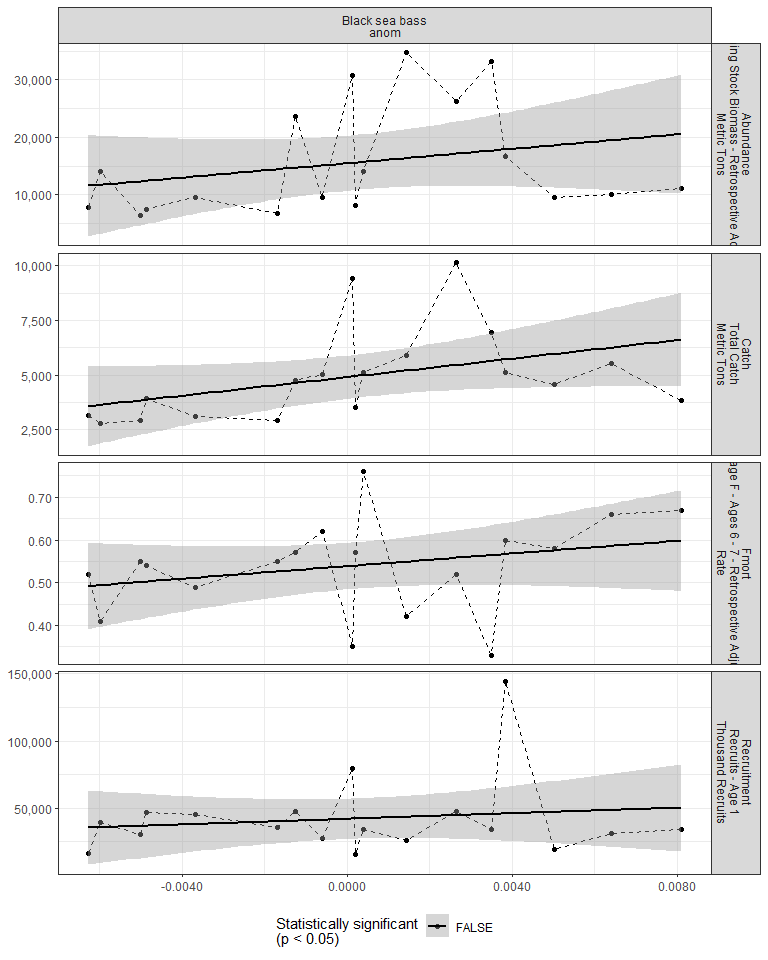 Black sea bass
anom
30,000
20,000
10,000
Abundance
ing Stock Biomass - Retrospective Ad
Metric Tons
10,000
7,500
5,000
2,500
Catch
Total Catch
Metric Tons
0.70
0.60
0.50
0.40
Fmort
age F - Ages 6 - 7 - Retrospective Adju
Rate
150,000
100,000
50,000
Recruitment
Recruits - Age 1
Thousand Recruits
-0.0040
0.0000
0.0040
0.0080
Statistically significant
(p < 0.05)
FALSE